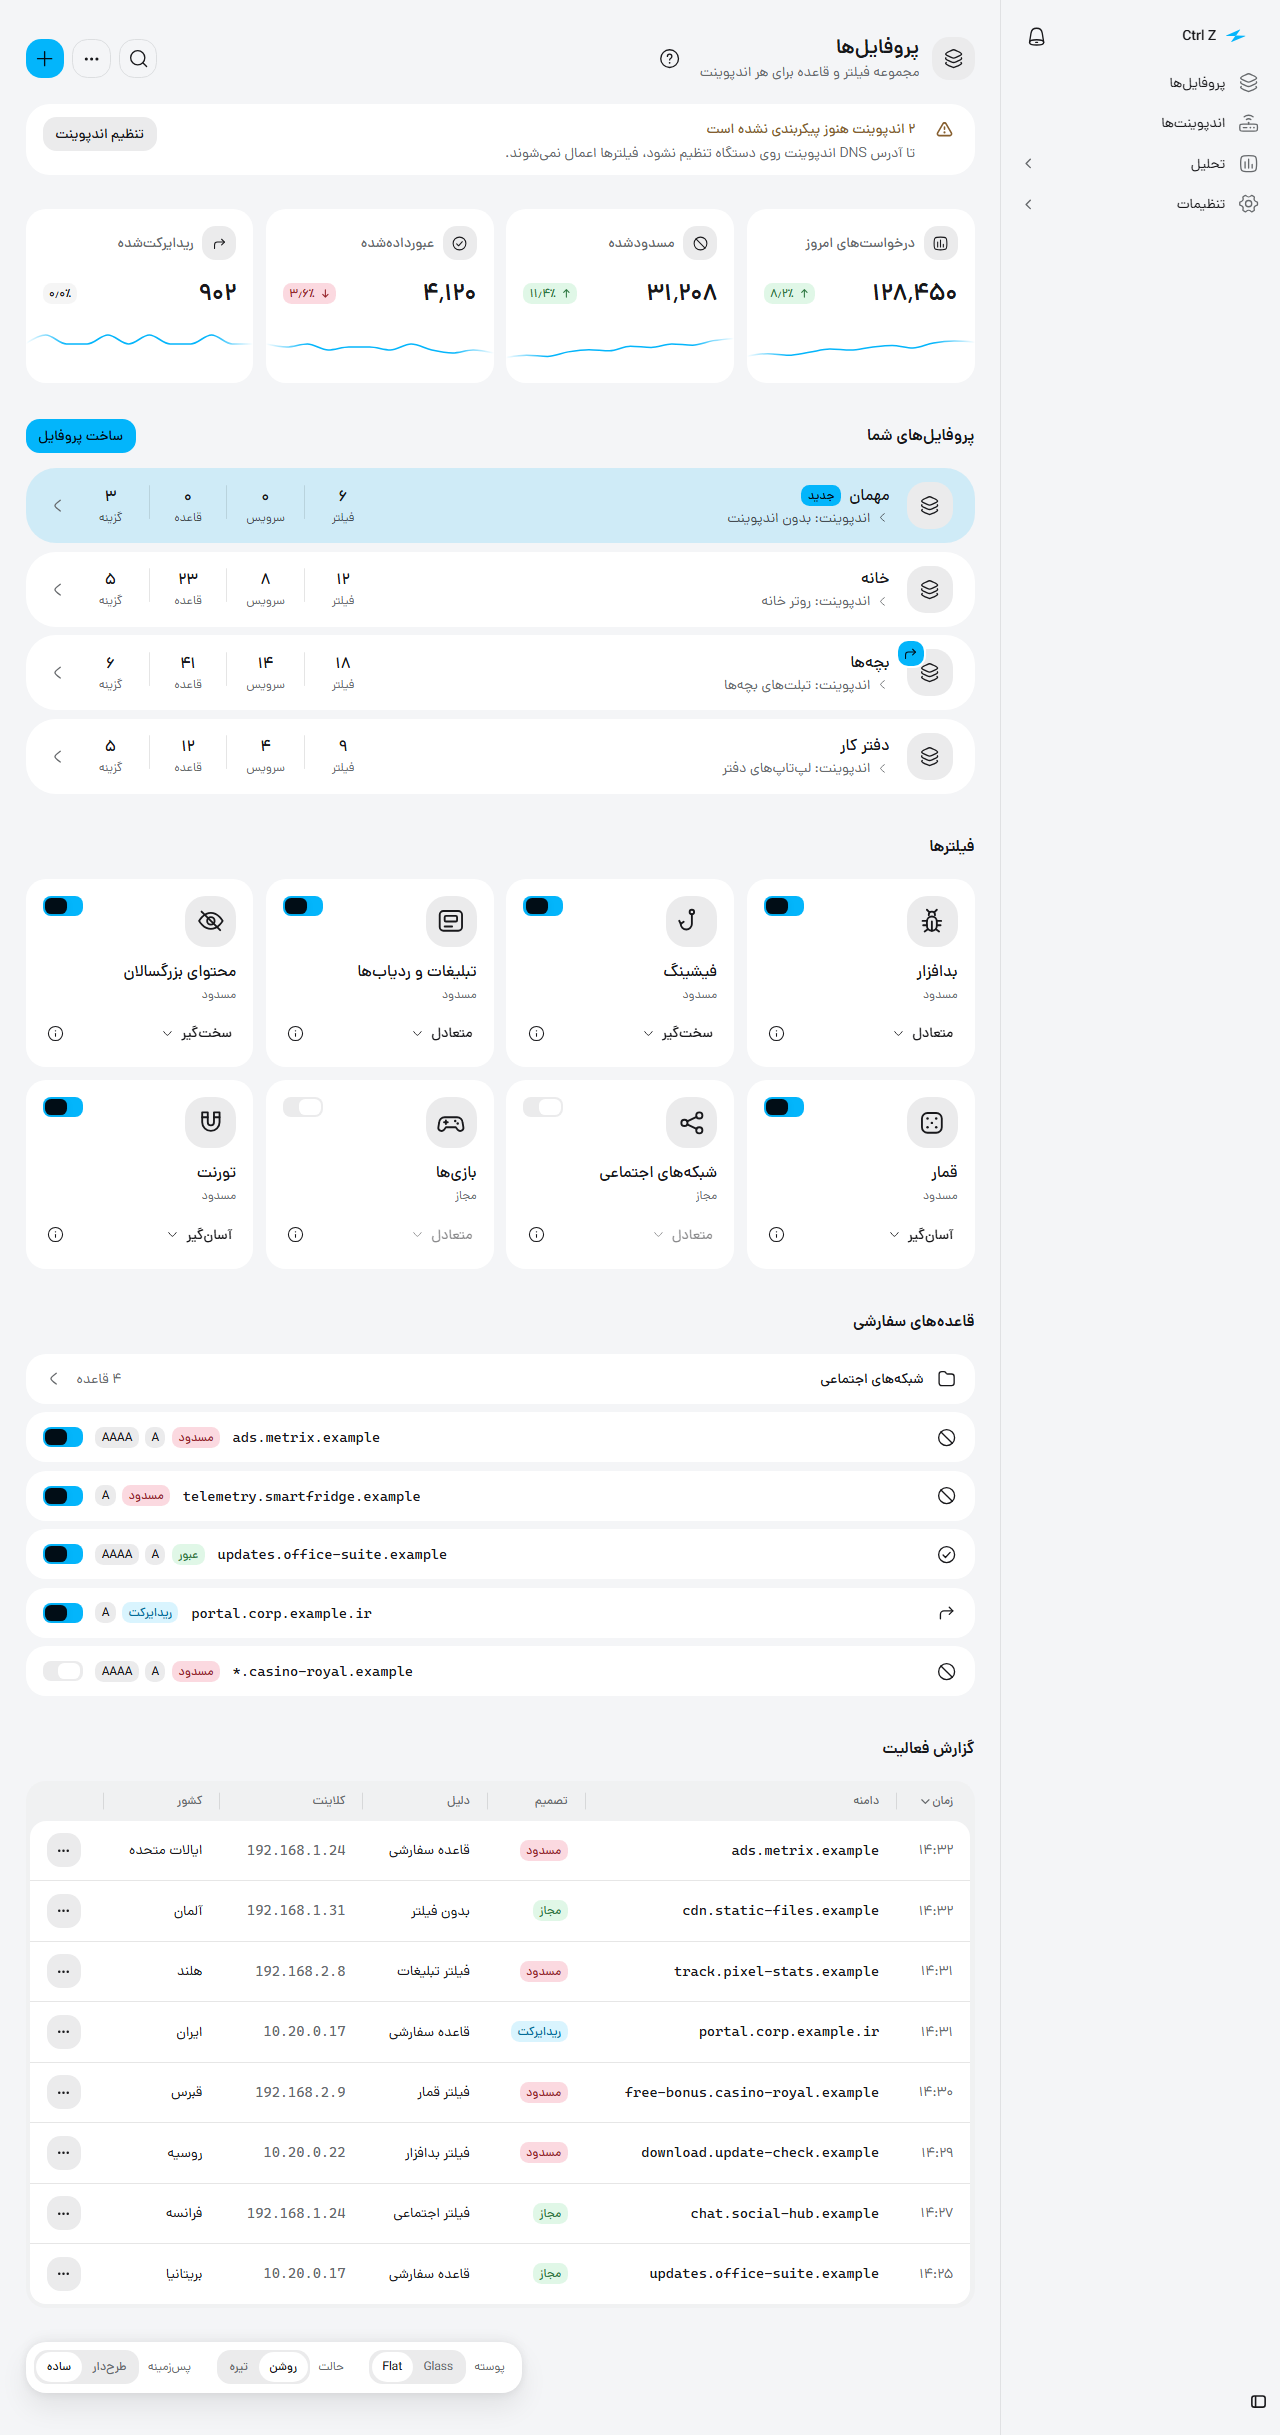 Ctrl Z
پروفایل‌ها
اندپوینت‌ها
تحلیل
تنظیمات
پروفایل‌ها
مجموعه فیلتر و قاعده برای هر اندپوینت
۲ اندپوینت هنوز پیکربندی نشده است
تا آدرس DNS اندپوینت روی دستگاه تنظیم نشود، فیلترها اعمال نمی‌شوند.
تنظیم اندپوینت
درخواست‌های امروز
۱۲۸,۴۵۰
۸٫۲٪
مسدودشده
۳۱,۲۰۸
۱۱٫۴٪
عبورداده‌شده
۴,۱۲۰
۳٫۶٪
ریدایرکت‌شده
۹۰۲
۰٫۰٪
پروفایل‌های شما
ساخت پروفایل
مهمان جدید
اندپوینت: بدون اندپوینت
۶ ۰ ۰ ۳
فیلتر سرویس قاعده گزینه
خانه
اندپوینت: روتر خانه
۱۲ ۸ ۲۳ ۵
فیلتر سرویس قاعده گزینه
بچه‌ها
اندپوینت: تبلت‌های بچه‌ها
۱۸ ۱۴ ۴۱ ۶
فیلتر سرویس قاعده گزینه
دفتر کار
اندپوینت: لپ‌تاپ‌های دفتر
۹ ۴ ۱۲ ۵
فیلتر سرویس قاعده گزینه
فیلترها
بدافزار
مسدود
متعادل
فیشینگ
مسدود
سخت‌گیر
تبلیغات و ردیاب‌ها
مسدود
متعادل
محتوای بزرگسالان
مسدود
سخت‌گیر
قمار
مسدود
آسان‌گیر
شبکه‌های اجتماعی
مجاز
متعادل
بازی‌ها
مجاز
متعادل
تورنت
مسدود
آسان‌گیر
قاعده‌های سفارشی
شبکه‌های اجتماعی
۴ قاعده
ads.metrix.example مسدود A AAAA
telemetry.smartfridge.example مسدود A
updates.office-suite.example عبور A AAAA
portal.corp.example.ir ریدایرکت A
*.casino-royal.example مسدود A AAAA
گزارش فعالیت
زمان دامنه تصمیم دلیل کلاینت کشور
۱۴:۳۲ ads.metrix.example مسدود قاعده سفارشی 192.168.1.24 ایالات متحده
۱۴:۳۲ cdn.static-files.example مجاز بدون فیلتر 192.168.1.31 آلمان
۱۴:۳۱ track.pixel-stats.example مسدود فیلتر تبلیغات 192.168.2.8 هلند
۱۴:۳۱ portal.corp.example.ir ریدایرکت قاعده سفارشی 10.20.0.17 ایران
۱۴:۳۰ free-bonus.casino-royal.example مسدود فیلتر قمار 192.168.2.9 قبرس
۱۴:۲۹ download.update-check.example مسدود فیلتر بدافزار 10.20.0.22 روسیه
۱۴:۲۷ chat.social-hub.example مجاز فیلتر اجتماعی 192.168.1.24 فرانسه
۱۴:۲۵ updates.office-suite.example مجاز قاعده سفارشی 10.20.0.17 بریتانیا
پوسته Glass Flat حالت روشن تیره پس‌زمینه طرح‌دار ساده